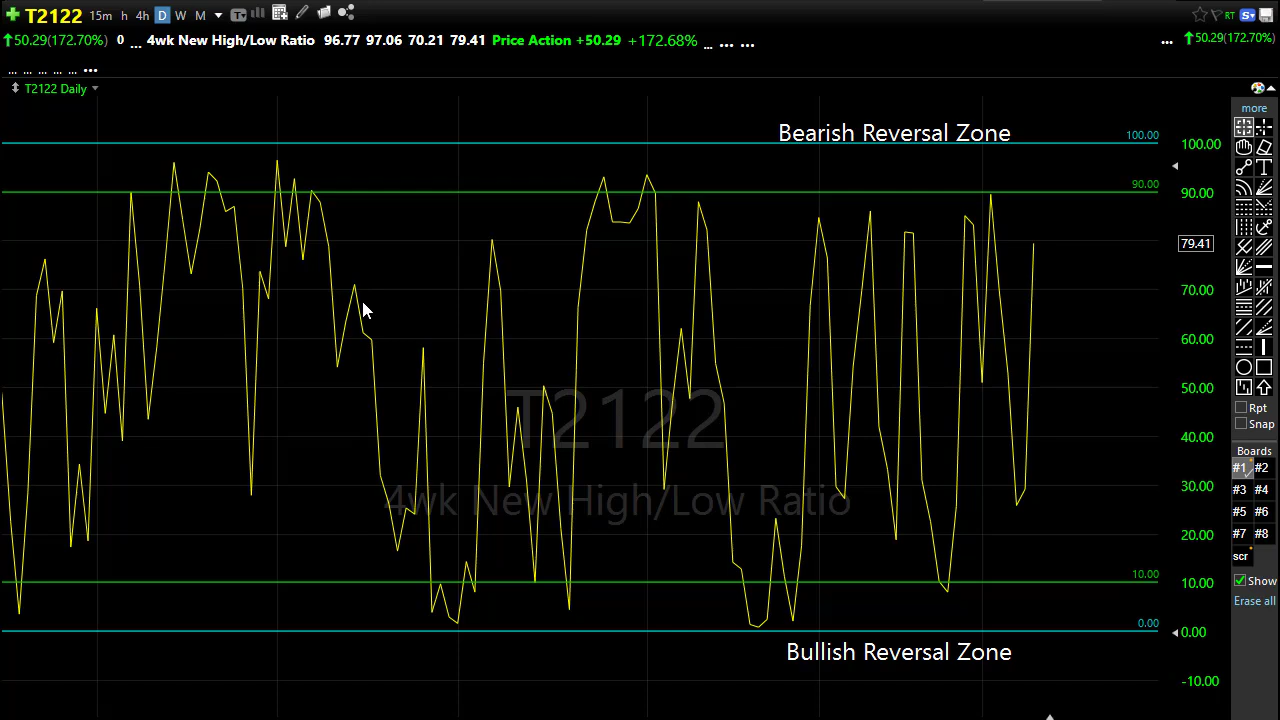 T2122 15m h 4h D W M T
RT S
↑50.29(172.70%) 0 ... 4wk New High/Low Ratio 96.77 97.06 70.21 79.41 Price Action +50.29 +172.68% ... ... ...
... ↑50.29(172.70%)
... ... ... ... ... ...
T2122 Daily
more
Bearish Reversal Zone
100.00
100.00
90.00
90.00
79.41
70.00
60.00
50.00
40.00
30.00
20.00
10.00
10.00
0.00
0.00
-10.00
T2122
4wk New High/Low Ratio
Bullish Reversal Zone
T
Rpt
Snap
Boards
#1 #2
#3 #4
#5 #6
#7 #8
scr
Show
Erase all